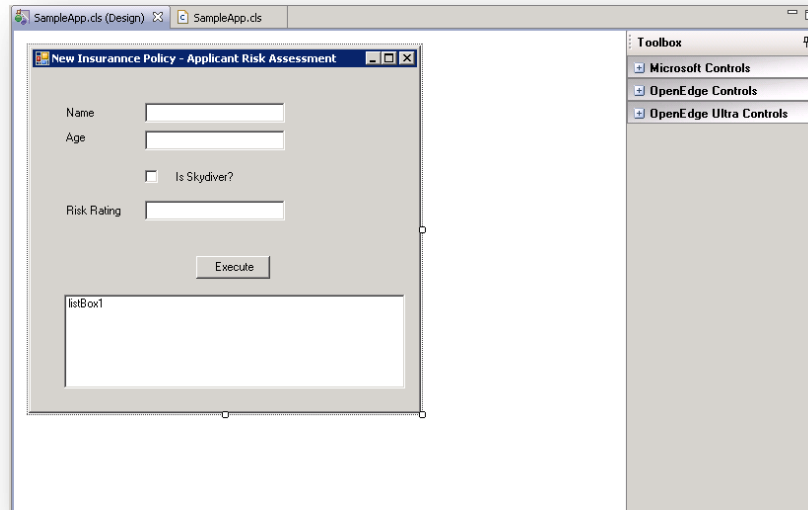 SampleApp.cls (Design)
SampleApp.cls
New Insurannce Policy - Applicant Risk Assessment
Name
Age
Is Skydiver?
Risk Rating
Execute
listBox1
Toolbox
Microsoft Controls
OpenEdge Controls
OpenEdge Ultra Controls